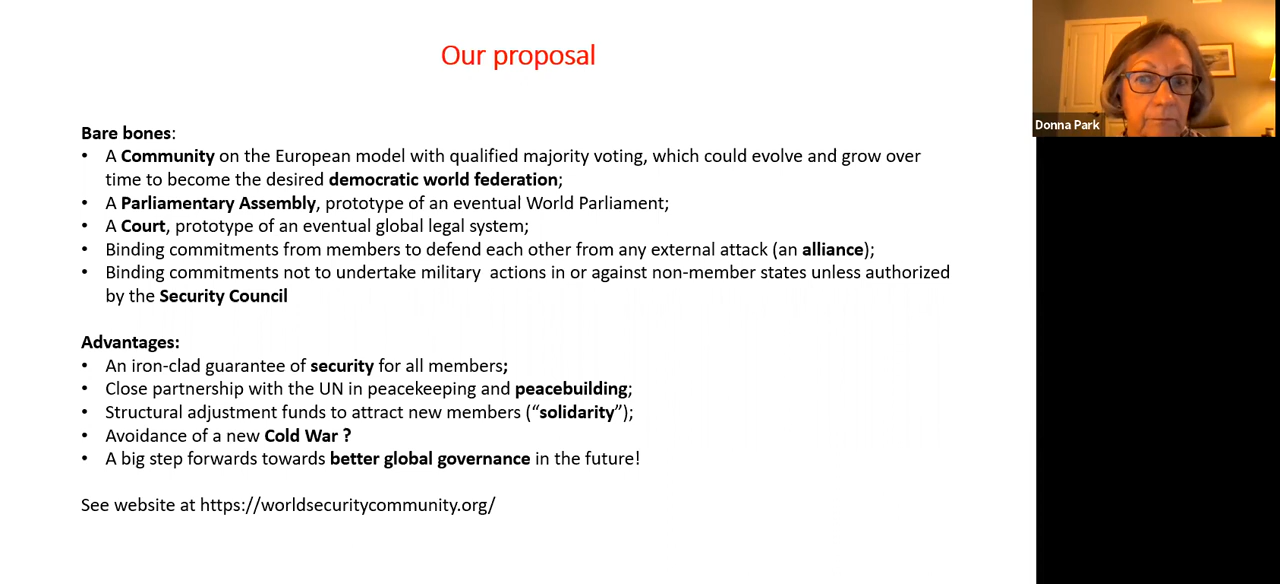 Our proposal
Bare bones:
• A Community on the European model with qualified majority voting, which could evolve and grow over
time to become the desired democratic world federation;
• A Parliamentary Assembly, prototype of an eventual World Parliament;
• A Court, prototype of an eventual global legal system;
• Binding commitments from members to defend each other from any external attack (an alliance);
• Binding commitments not to undertake military  actions in or against non-member states unless authorized
by the Security Council
Advantages:
• An iron-clad guarantee of security for all members;
• Close partnership with the UN in peacekeeping and peacebuilding;
• Structural adjustment funds to attract new members (“solidarity”);
• Avoidance of a new Cold War ?
• A big step forwards towards better global governance in the future!
See website at https://worldsecuritycommunity.org/
Donna Park